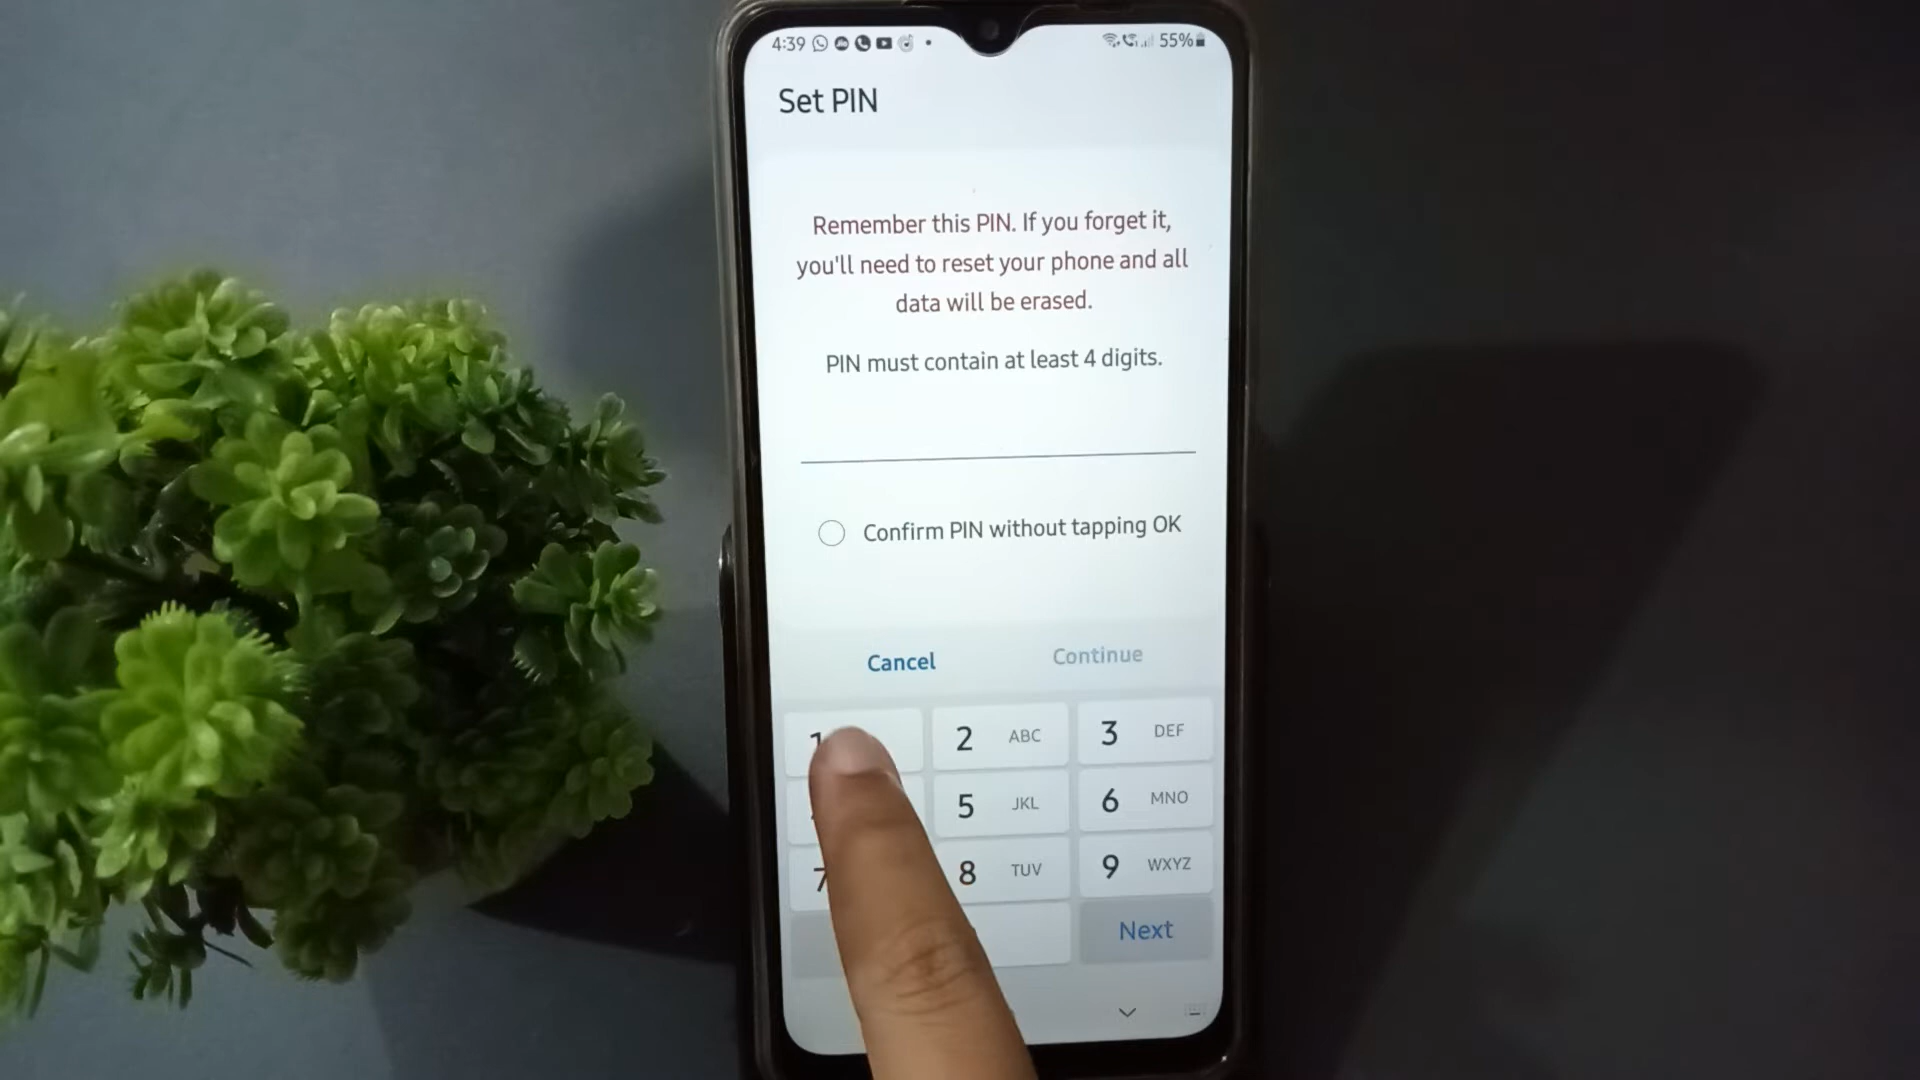 4:39 55%
Set PIN
Remember this PIN. If you forget it,
you'll need to reset your phone and all
data will be erased.
PIN must contain at least 4 digits.
Confirm PIN without tapping OK
Cancel Continue
1 2 ABC 3 DEF
5 JKL 6 MNO
7 8 TUV 9 WXYZ
Next